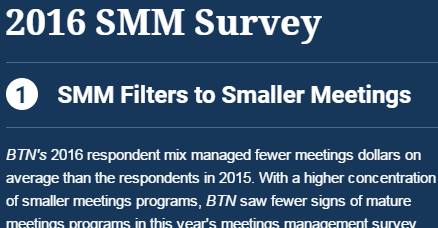 2016 SMM Survey
1 SMM Filters to Smaller Meetings
BTN's 2016 respondent mix managed fewer meetings dollars on
average than the respondents in 2015. With a higher concentration
of smaller meetings programs, BTN saw fewer signs of mature
meetings programs in this year's meetings management survey